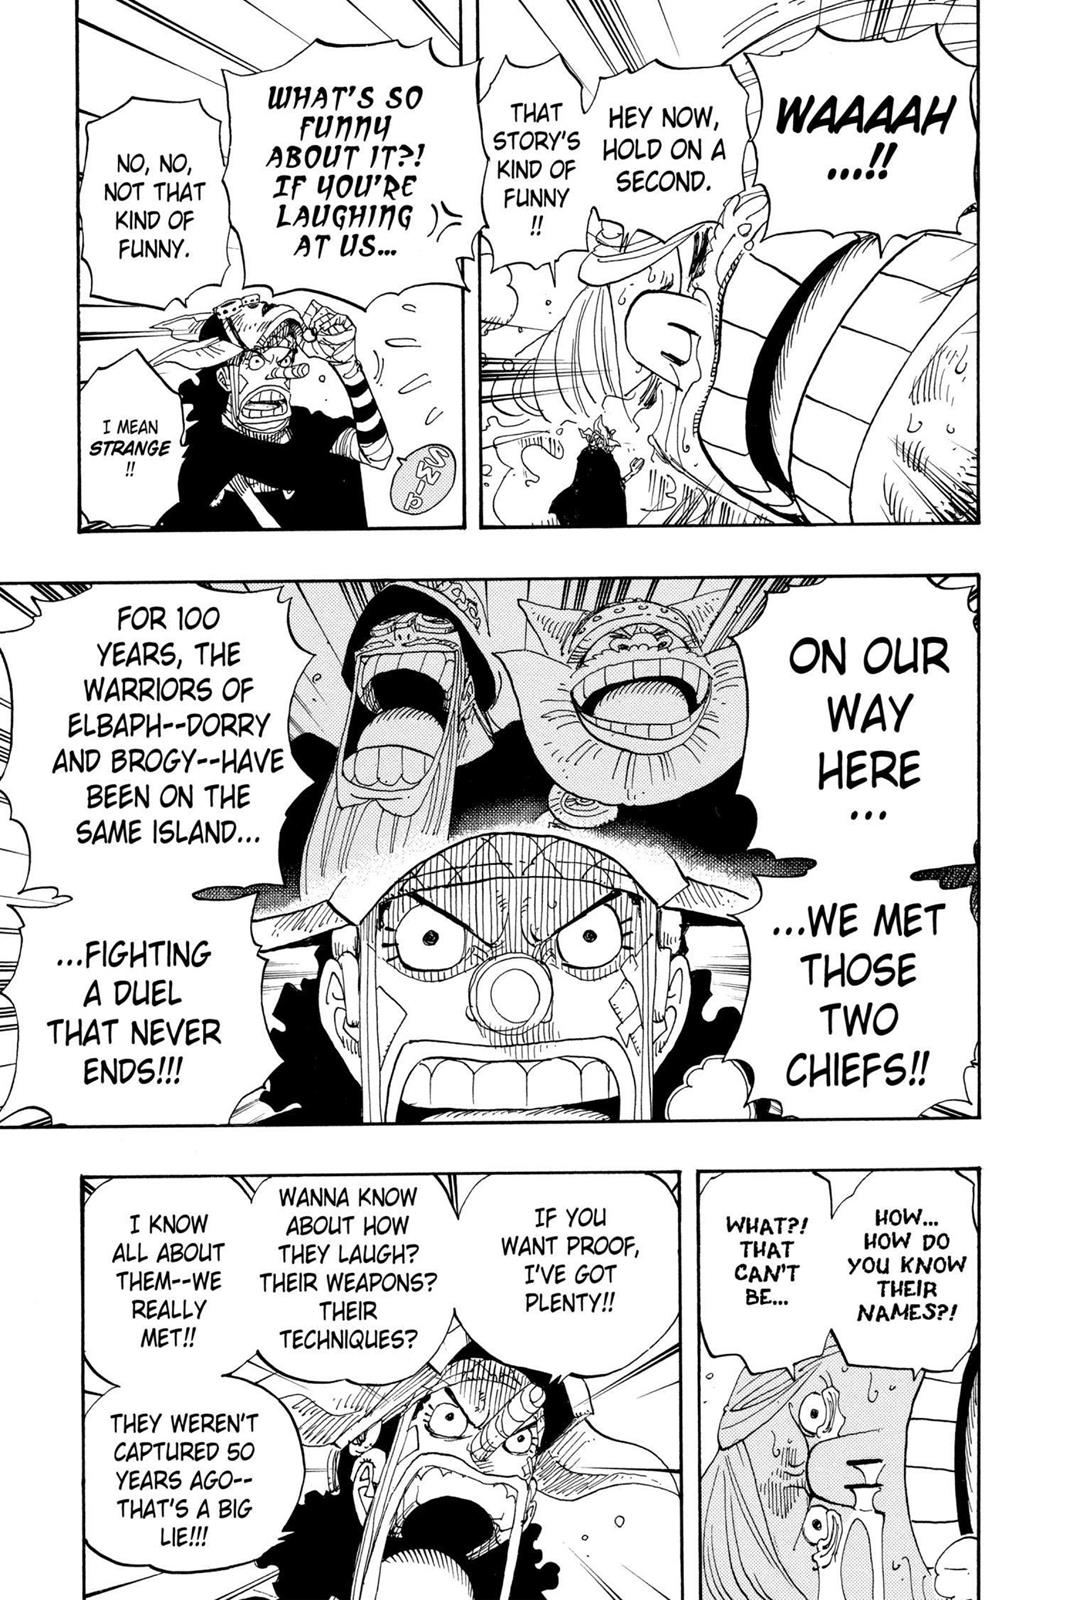 WAAAAH
...!!
HEY NOW,
HOLD ON A
SECOND.
THAT
STORY'S
KIND OF
FUNNY
!!
WHAT'S SO
FUNNY
ABOUT IT?!
IF YOU'RE
LAUGHING
AT US...
NO, NO,
NOT THAT
KIND OF
FUNNY.
I MEAN
STRANGE
!!
ON OUR
WAY
HERE
...
...WE MET
THOSE
TWO
CHIEFS!!
FOR 100
YEARS, THE
WARRIORS OF
ELBAPH--DORRY
AND BROGY--HAVE
BEEN ON THE
SAME ISLAND...
...FIGHTING
A DUEL
THAT NEVER
ENDS!!!
HOW...
HOW DO
YOU KNOW
THEIR
NAMES?!
WHAT?!
THAT
CAN'T
BE...
IF YOU
WANT PROOF,
I'VE GOT
PLENTY!!
WANNA KNOW
ABOUT HOW
THEY LAUGH?
THEIR WEAPONS?
THEIR
TECHNIQUES?
I KNOW
ALL ABOUT
THEM--WE
REALLY
MET!!
THEY WEREN'T
CAPTURED 50
YEARS AGO--
THAT'S A BIG
LIE!!!